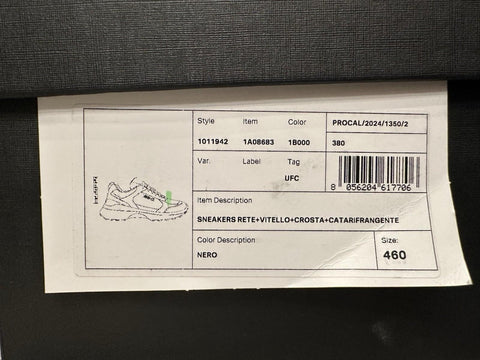 Style Item Color PROCAL/2024/1350/2
1011942 1A08683 1B000 380
Var. Label Tag
UFC
8 056204 617706
Item Description
SNEAKERS RETE+VITELLO+CROSTA+CATARIFRANGENTE
Color Description Size:
NERO 460